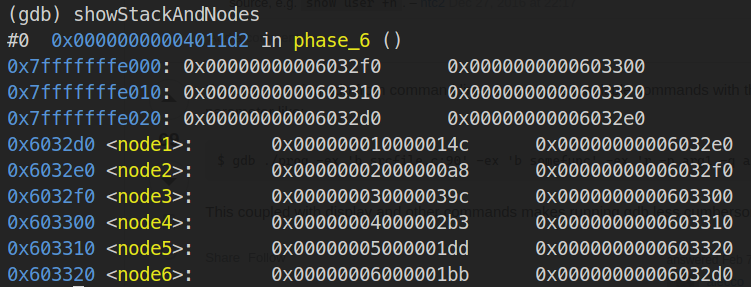 (gdb) showStackAndNodes
#0  0x00000000004011d2 in phase_6 ()
0x7fffffffe000: 0x00000000006032f0 0x0000000000603300
0x7fffffffe010: 0x0000000000603310 0x0000000000603320
0x7fffffffe020: 0x00000000006032d0 0x00000000006032e0
0x6032d0 <node1>: 0x000000010000014c 0x00000000006032e0
0x6032e0 <node2>: 0x00000002000000a8 0x00000000006032f0
0x6032f0 <node3>: 0x000000030000039c 0x0000000000603300
0x603300 <node4>: 0x00000004000002b3 0x0000000000603310
0x603310 <node5>: 0x00000005000001dd 0x0000000000603320
0x603320 <node6>: 0x00000006000001bb 0x00000000006032d0